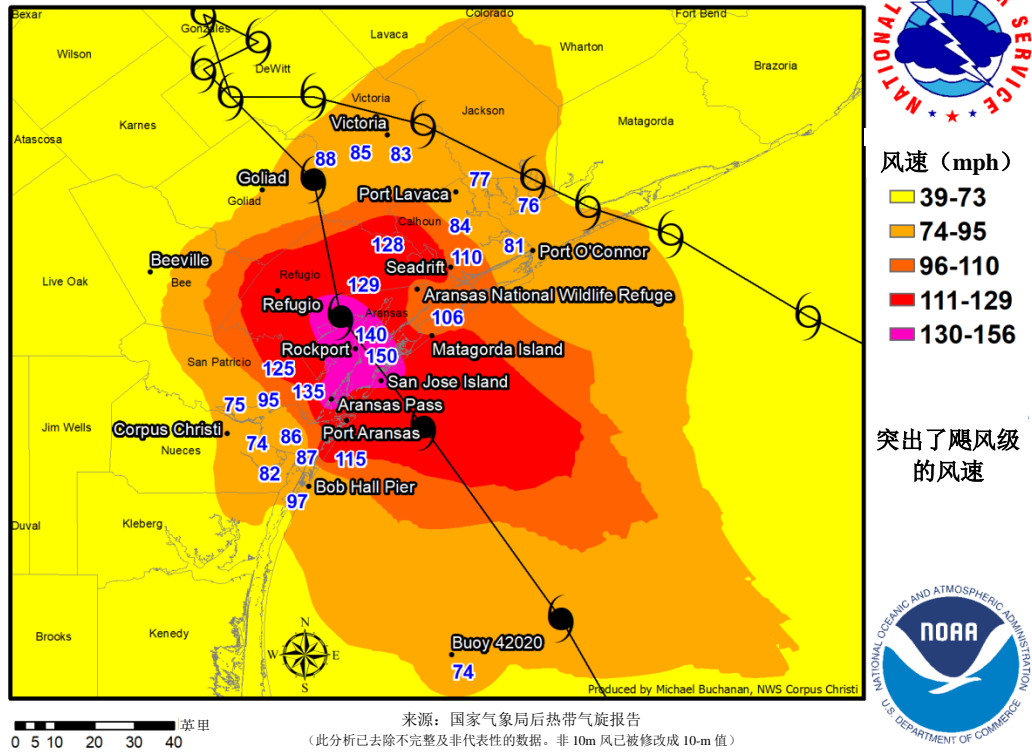 Bexar
Gonzales
Colorado
Fort Bend
Lavaca
Wilson
Wharton
DeWitt
Brazoria
Victoria
Jackson
Karnes
Matagorda
Atascosa
Victoria
88 85 83
Goliad
Goliad
77
Port Lavaca
76
Calhoun
84
128
81
Port O'Connor
110
Seadrift
Beeville
Bee
Live Oak
Refugio
129
Aransas National Wildlife Refuge
Refugio
Aransas
106
140
Rockport
150
Matagorda Island
San Patricio
125
San Jose Island
135
95
75
Aransas Pass
Jim Wells
Corpus Christi
Port Aransas
86
74
Nueces
87 115
82
Bob Hall Pier
97
Duval
Kleberg
Brooks
Kenedy
N
W E
S
Buoy 42020
74
Produced by Michael Buchanan, NWS Corpus Christi
0 5 10 20 30 40
英里
来源：国家气象局后热带气旋报告
（此分析已去除不完整及非代表性的数据。非 10m 风已被修改成 10-m 值）
NATIONAL
SERVICE
风速（mph）
39-73
74-95
96-110
111-129
130-156
突出了飓风级
的风速
NATIONAL OCEANIC AND ATMOSPHERIC ADMINISTRATION
NOAA
U.S. DEPARTMENT OF COMMERCE